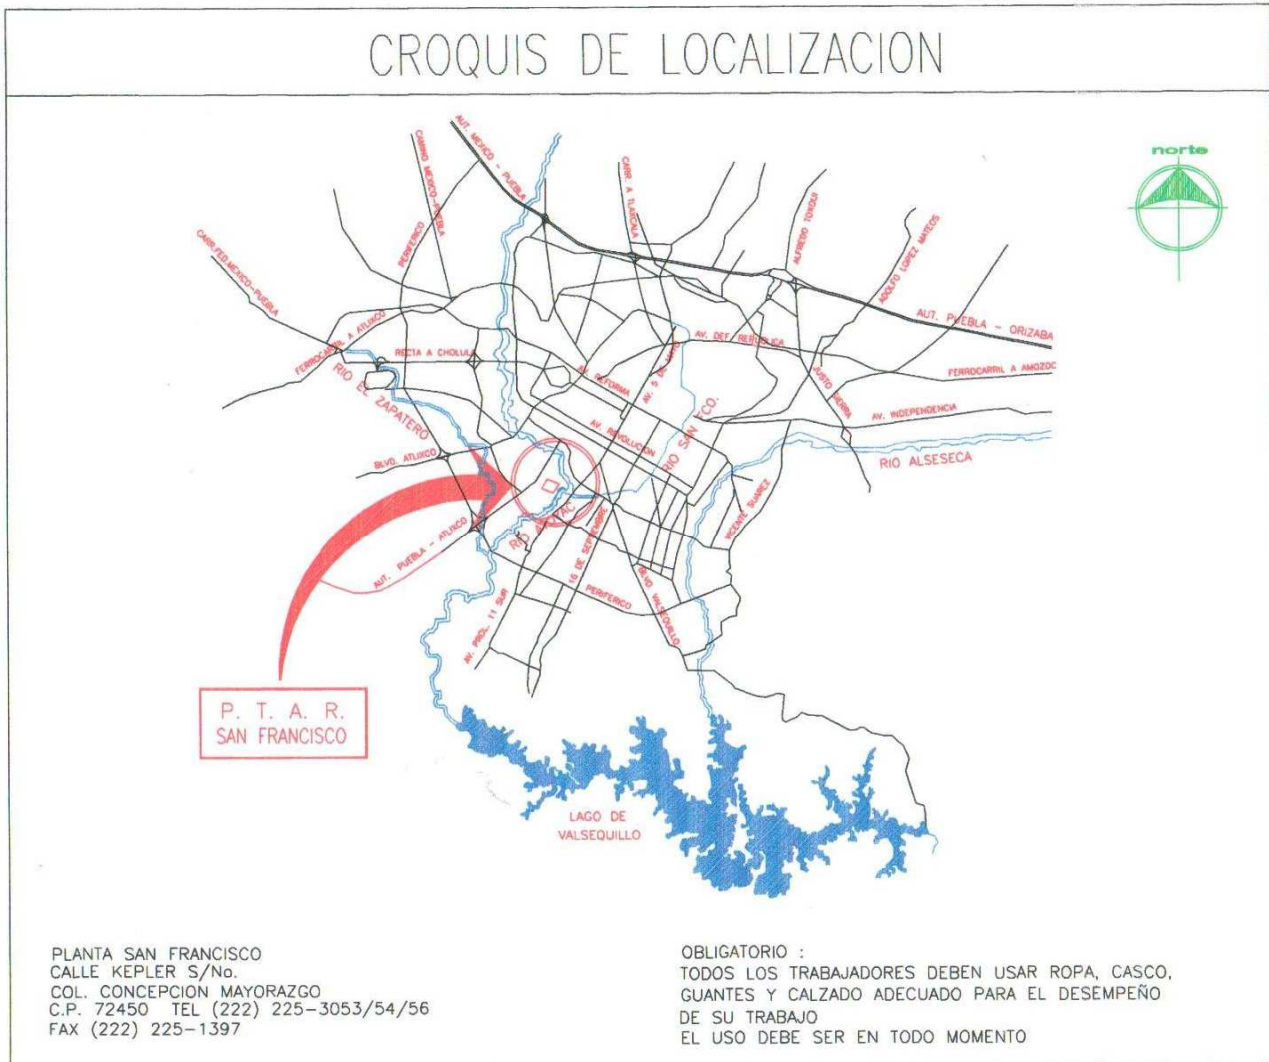 CROQUIS DE LOCALIZACION
norte
AUT. MEXICO - PUEBLA
CAMINO MEXICO-PUEBLA
PERIFERICO
CARR. A TLAXCALA
ALFREDO TOXQUI
ADOLFO LOPEZ MATEOS
CARR.FED.MEXICO-PUEBLA
AUT. PUEBLA - ORIZABA
FERROCARRIL A ATLIXCO
RECTA A CHOLULA
AV. DEF. REPUBLICA
AV. 5 DE MAYO
AV. REFORMA
JUSTO SIERRA
FERROCARRIL A AMOZOC
RIO EL ZAPATERO
AV. REVOLUCION
RIO SAN FCO.
AV. INDEPENDENCIA
BLVD. ATLIXCO
RIO ALSESECA
VICENTE SUAREZ
AUT. PUEBLA - ATLIXCO
16 DE SEPTIEMBRE
AV. PROL. 11 SUR
PERIFERICO
BLVD VALSEQUILLO
P. T. A. R.
SAN FRANCISCO
LAGO DE
VALSEQUILLO
PLANTA SAN FRANCISCO
CALLE KEPLER S/No.
COL. CONCEPCION MAYORAZGO
C.P. 72450 TEL (222) 225-3053/54/56
FAX (222) 225-1397
OBLIGATORIO :
TODOS LOS TRABAJADORES DEBEN USAR ROPA, CASCO,
GUANTES Y CALZADO ADECUADO PARA EL DESEMPEÑO
DE SU TRABAJO
EL USO DEBE SER EN TODO MOMENTO